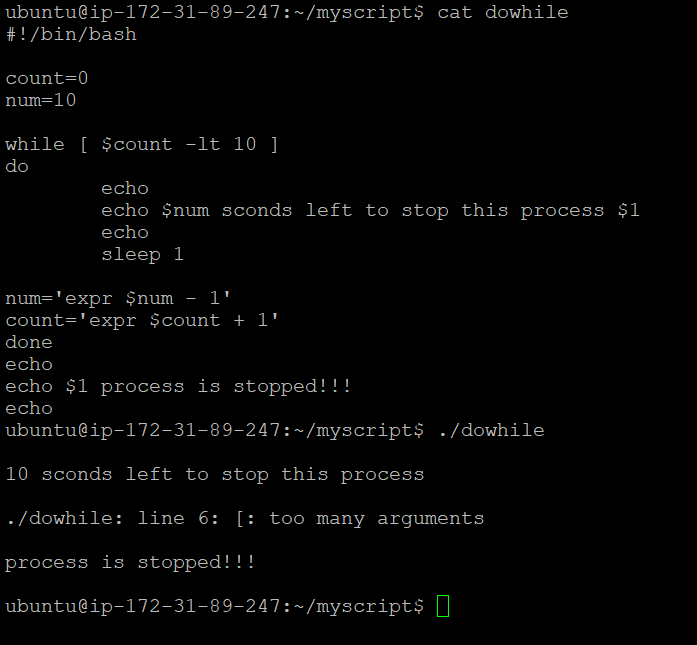 ubuntu@ip-172-31-89-247:~/myscript$ cat dowhile
#!/bin/bash
count=0
num=10
while [ $count -lt 10 ]
do
echo
echo $num sconds left to stop this process $1
echo
sleep 1
num='expr $num - 1'
count='expr $count + 1'
done
echo
echo $1 process is stopped!!!
echo
ubuntu@ip-172-31-89-247:~/myscript$ ./dowhile
10 sconds left to stop this process
./dowhile: line 6: [: too many arguments
process is stopped!!!
ubuntu@ip-172-31-89-247:~/myscript$